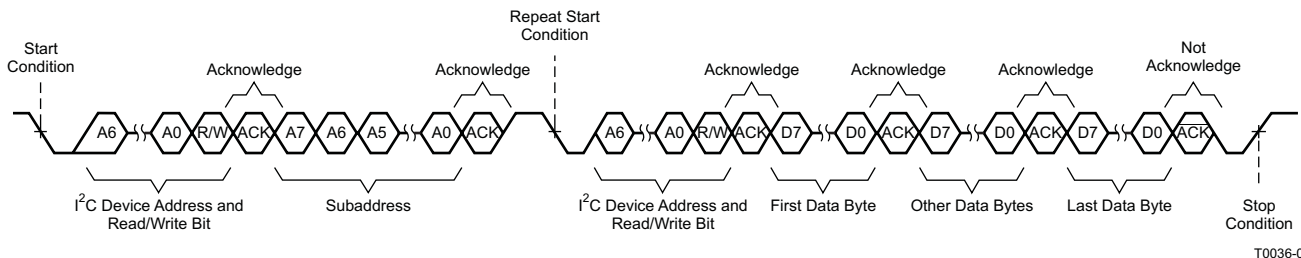 Repeat Start
Condition
Start
Condition
Not
Acknowledge
Acknowledge
Acknowledge
Acknowledge
Acknowledge
Acknowledge
A6 A0 R/W ACK A7 A6 A5 A0 ACK A6 A0 R/W ACK D7 D0 ACK D7 D0 ACK D7 D0 ACK
I²C Device Address and
Read/Write Bit
Subaddress
I²C Device Address and
Read/Write Bit
First Data Byte
Other Data Bytes
Last Data Byte
Stop
Condition